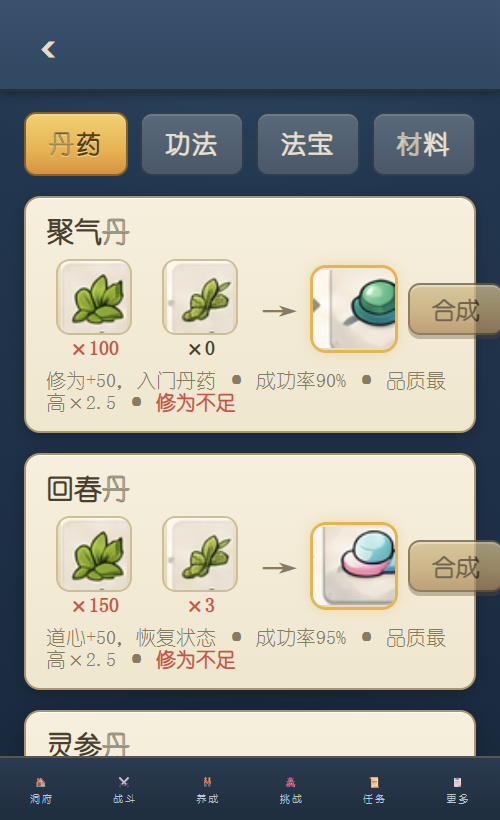 丹药 功法 法宝 材料
聚气丹
×100 ×0 → 合成
修为+50，入门丹药 ● 成功率90% ● 品质最
高×2.5 ● 修为不足
回春丹
×150 ×3 → 合成
道心+50，恢复状态 ● 成功率95% ● 品质最
高×2.5 ● 修为不足
灵参丹
洞府 战斗 养成 挑战 任务 更多